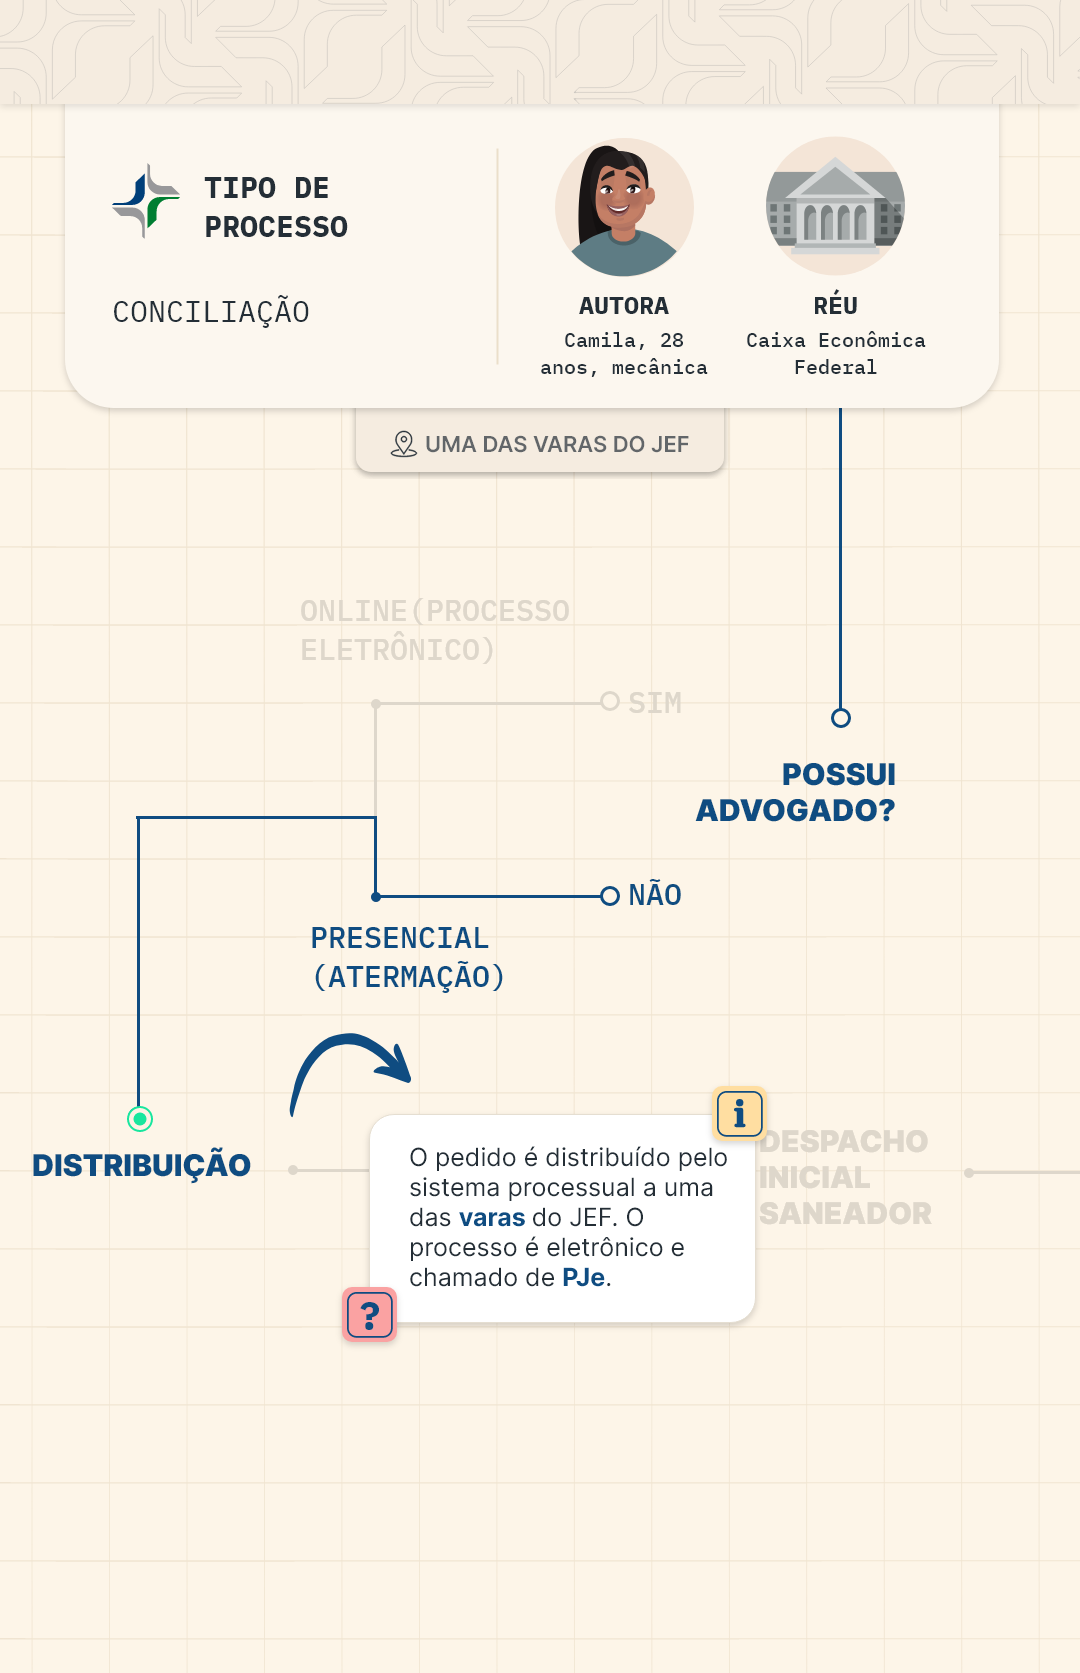 TIPO DE
PROCESSO
CONCILIAÇÃO
AUTORA
Camila, 28
anos, mecânica
RÉU
Caixa Econômica
Federal
UMA DAS VARAS DO JEF
ONLINE(PROCESSO
ELETRÔNICO)
SIM
POSSUI
ADVOGADO?
NÃO
PRESENCIAL
(ATERMAÇÃO)
DISTRIBUIÇÃO
i
O pedido é distribuído pelo
sistema processual a uma
das varas do JEF. O
processo é eletrônico e
chamado de PJe.
?
DESPACHO
INICIAL
SANEADOR